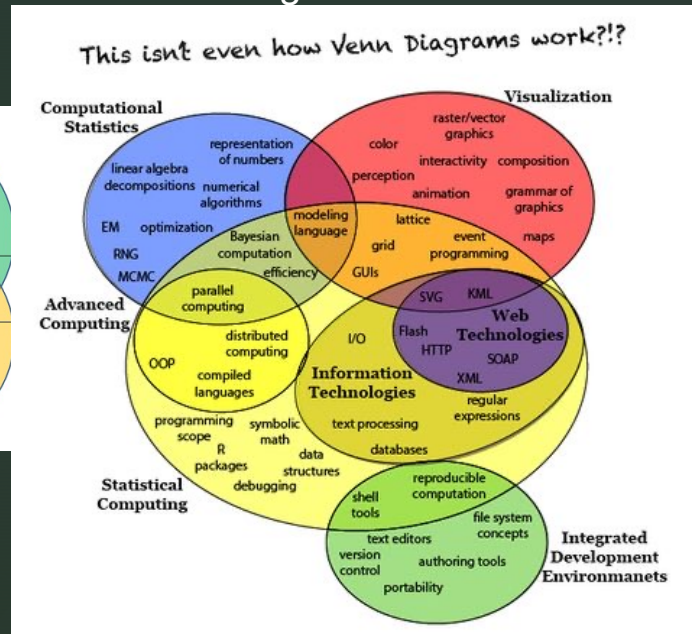 This isn't even how Venn Diagrams work?!?
Computational
Statistics
Visualization
representation
of numbers
linear algebra
decompositions
numerical
algorithms
EM
optimization
RNG
MCMC
Bayesian
computation
efficiency
modeling
language
raster/vector
graphics
color
perception
interactivity
composition
animation
grammar of
graphics
lattice
grid
event
programming
maps
GUIs
Advanced
Computing
parallel
computing
distributed
computing
OOP
compiled
languages
SVG
KML
Web
Technologies
Flash
HTTP
SOAP
XML
I/O
Information
Technologies
regular
expressions
text processing
databases
programming
scope
symbolic
math
R
packages
data
structures
debugging
Statistical
Computing
reproducible
computation
shell
tools
file system
concepts
text editors
version
control
authoring tools
portability
Integrated
Development
Environmanets